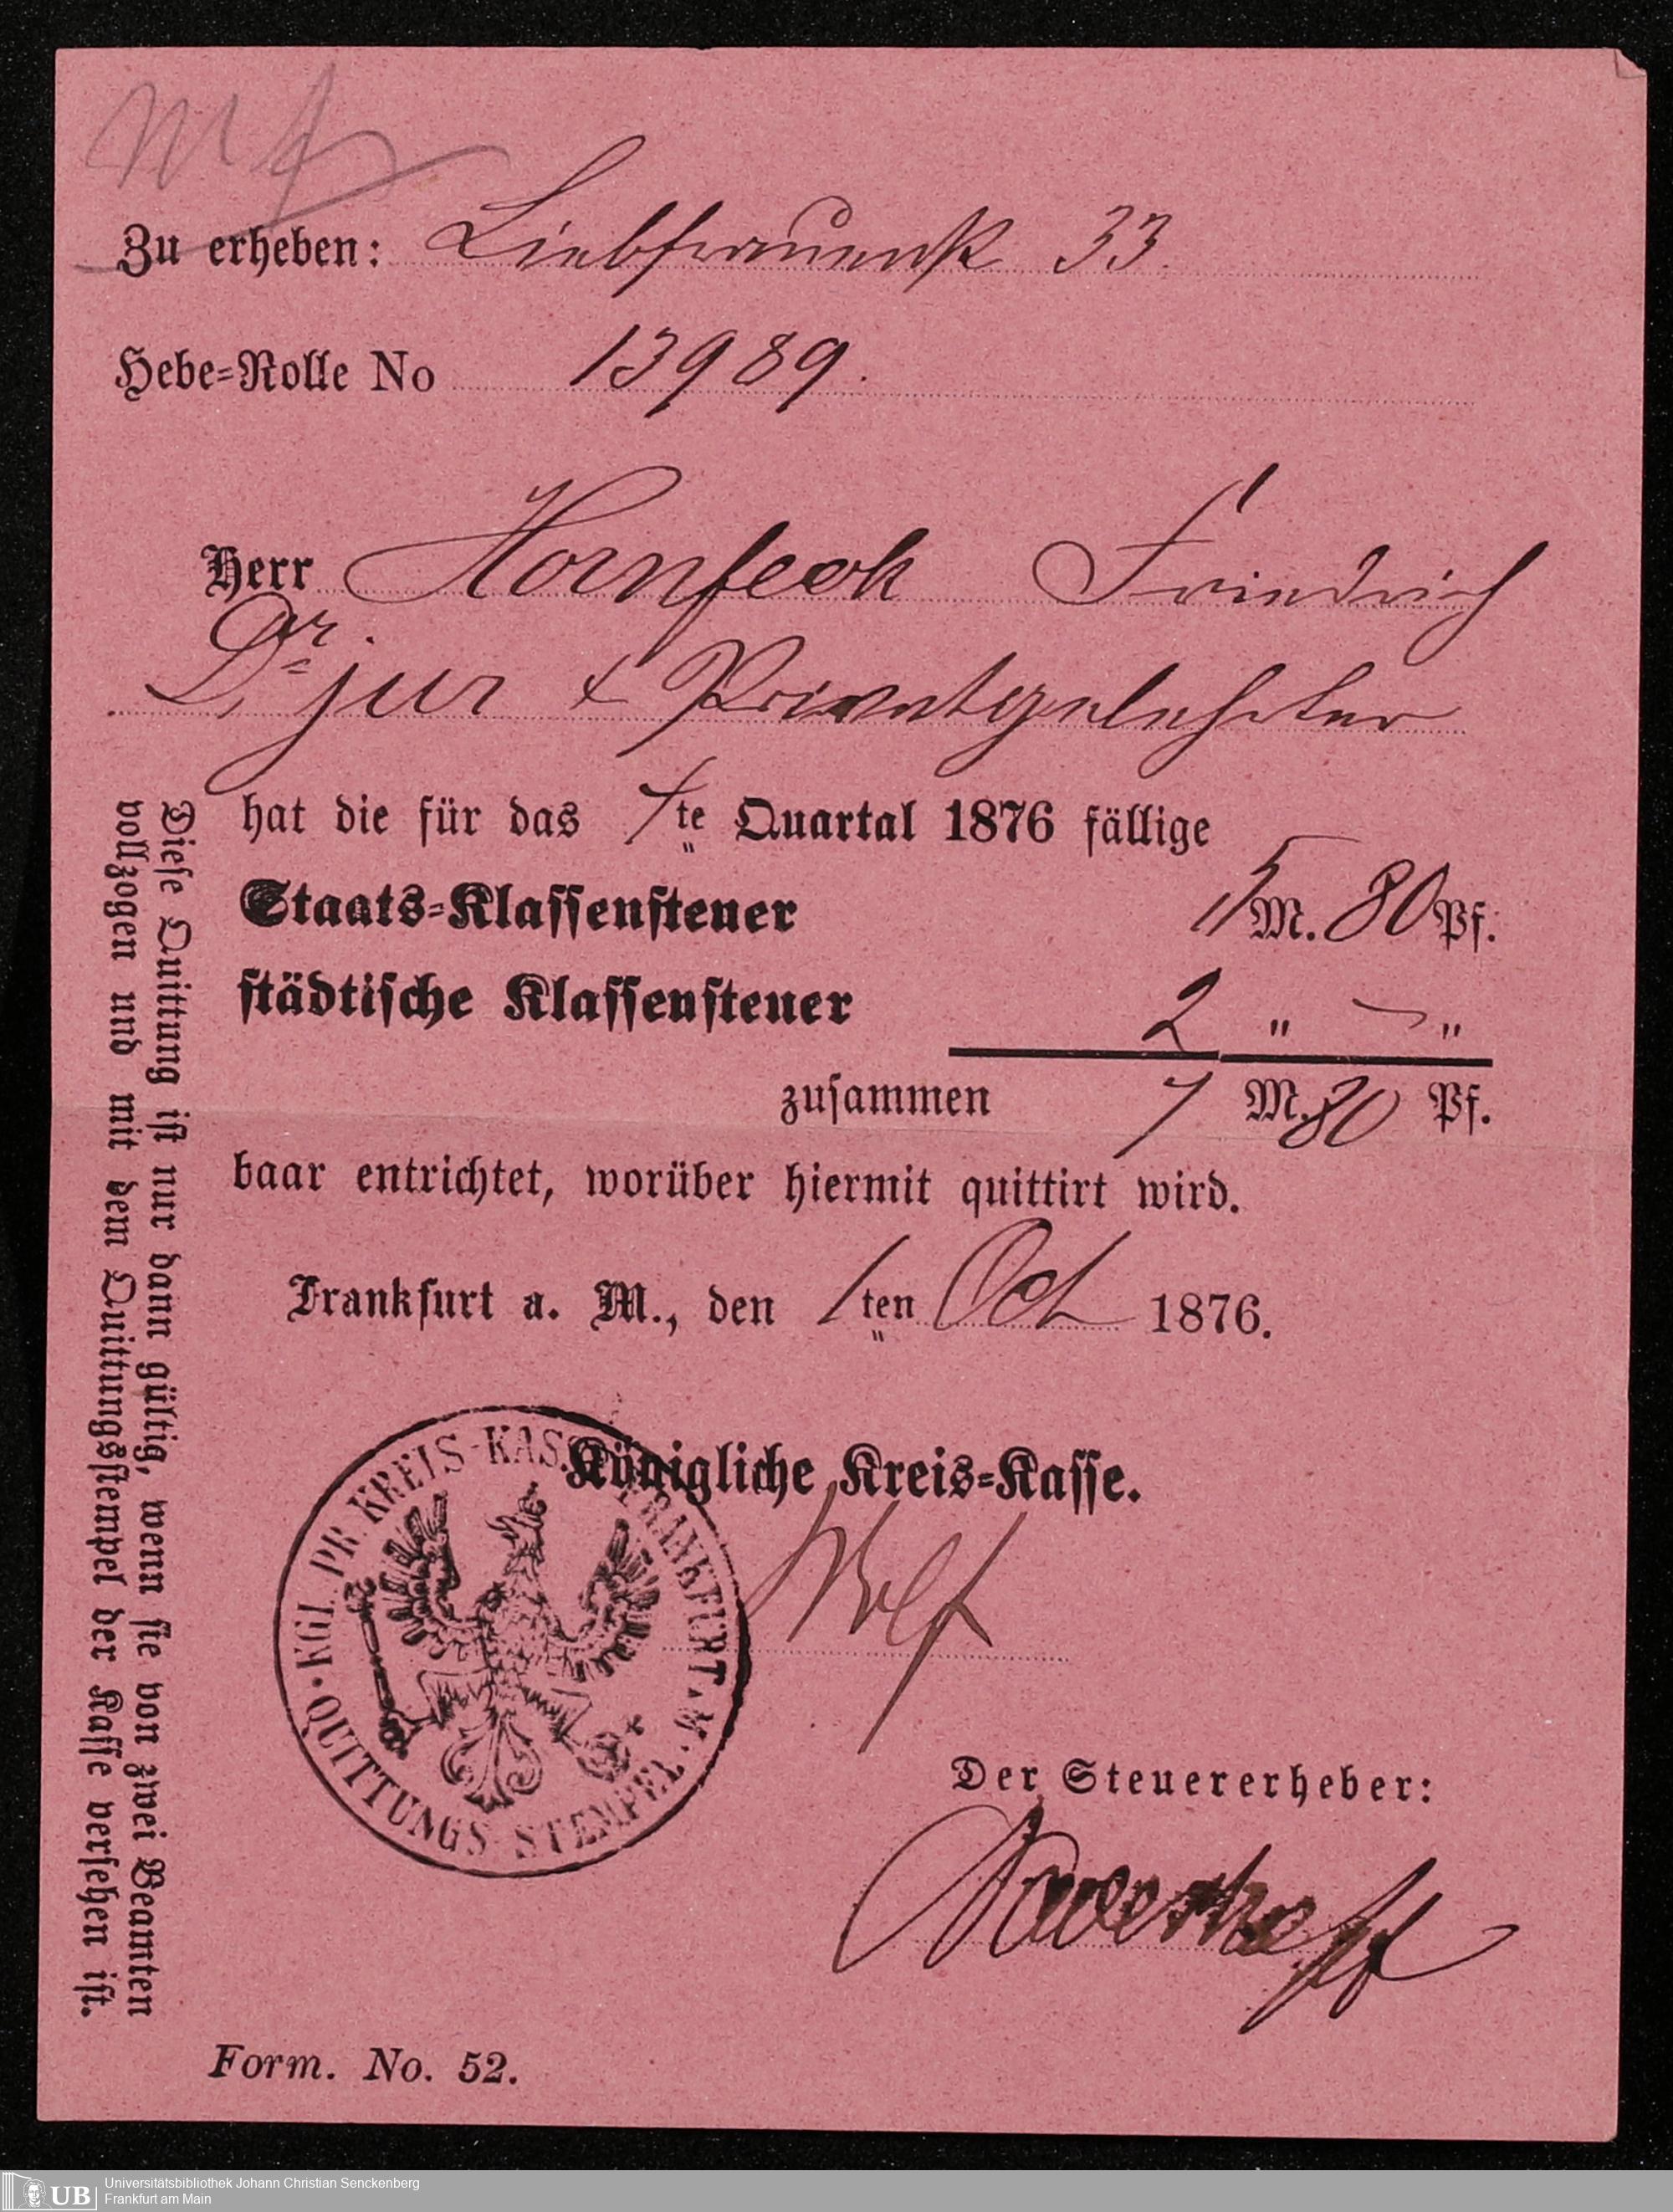 Zu erheben: Liebfrauenstr 33.
Hebe-Rolle No 13989.
Herr Hornfeck Friedrich
Dr. jur & Privatgelehrter
hat die für das 4te Quartal 1876 fällige
Staats-Klassensteuer 5 M. 80 Pf.
städtische Klassensteuer 2 " — "
zusammen 7 M. 80 Pf.
baar entrichtet, worüber hiermit quittirt wird.
Frankfurt a. M., den 1ten Oct 1876.
Königliche Kreis-Kasse.
Wolf
KGL. PR. KREIS-KASSE FRANKFURT A. M.
QUITTUNGS STEMPEL
Der Steuererheber:
Form. No. 52.
Diese Quittung ist nur dann gültig, wenn sie von zwei Beamten
vollzogen und mit dem Quittungsstempel der Kasse versehen ist.
UB
Universitätsbibliothek Johann Christian Senckenberg
Frankfurt am Main